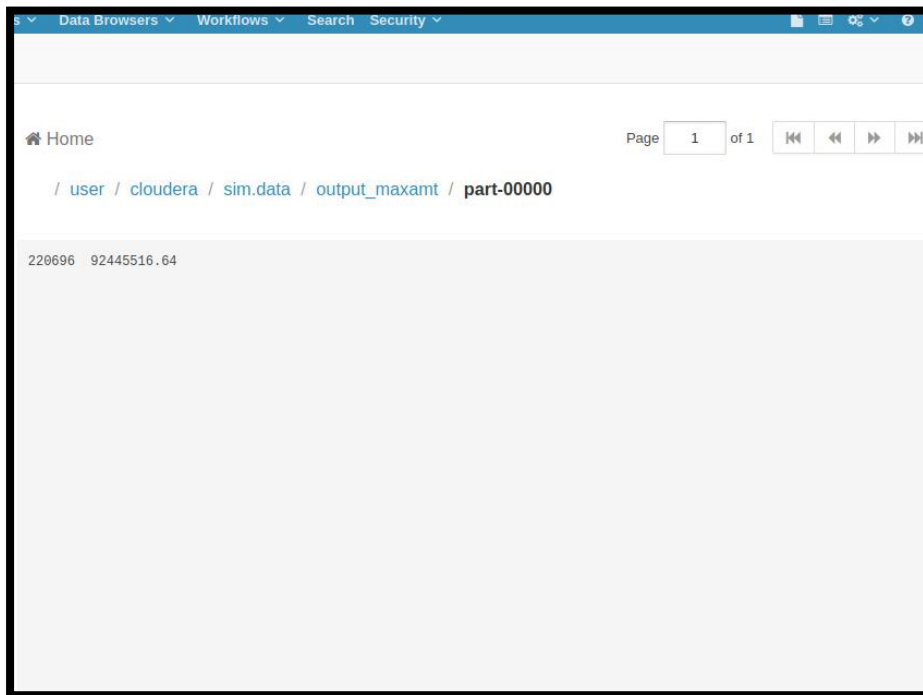 s Data Browsers Workflows Search Security
Home
Page 1 of 1
/ user / cloudera / sim.data / output_maxamt / part-00000
220696 92445516.64